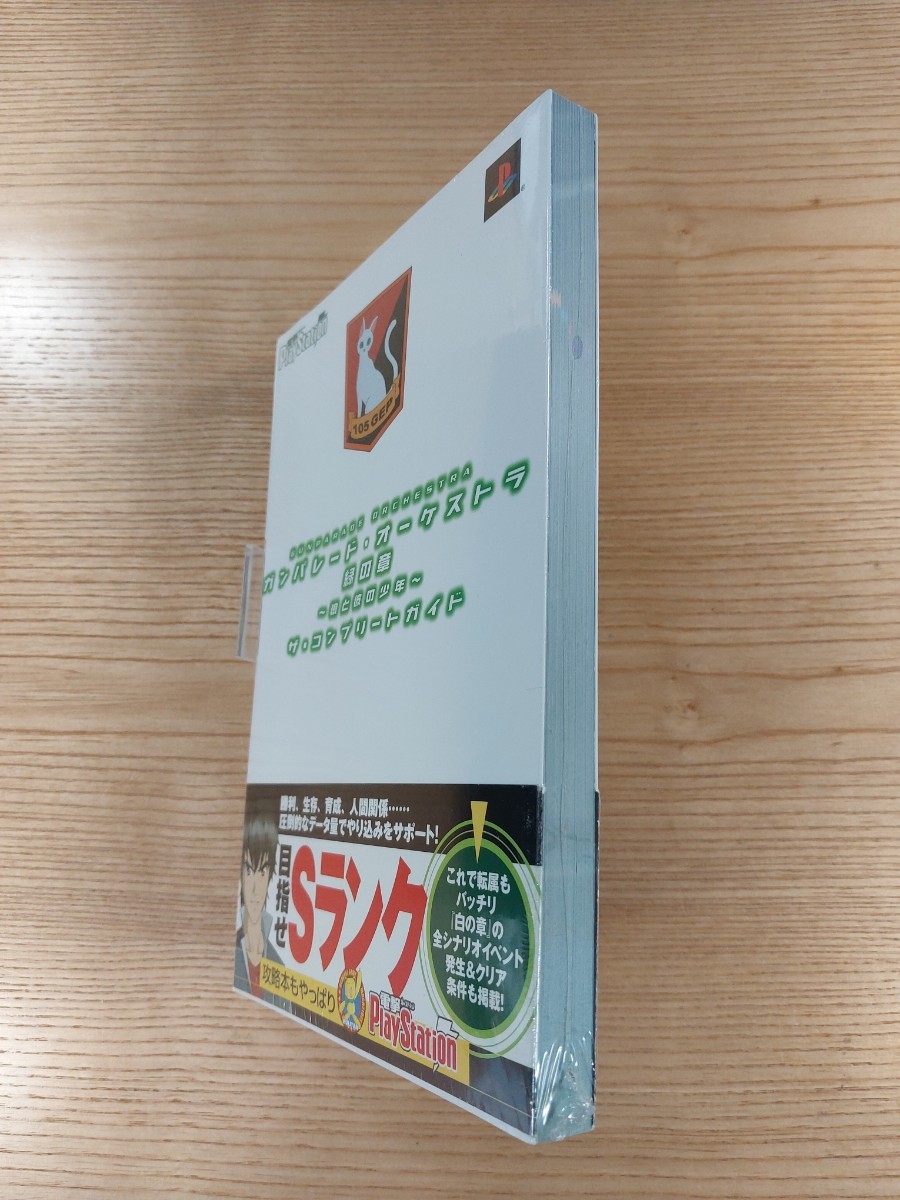 電撃
PlayStation
105 GEP
GUNPARADE ORCHESTRA
ガンパレード・オーケストラ
緑の章
～狼と彼の少年～
ザ・コンプリートガイド
勝利、生存、育成、人間関係……
圧倒的なデータ量でやり込みをサポート！
目指せ
Sランク
これで転属も
バッチリ
『白の章』の
全シナリオイベント
発生＆クリア
条件も掲載！
攻略本もやっぱり
電撃
PlayStation